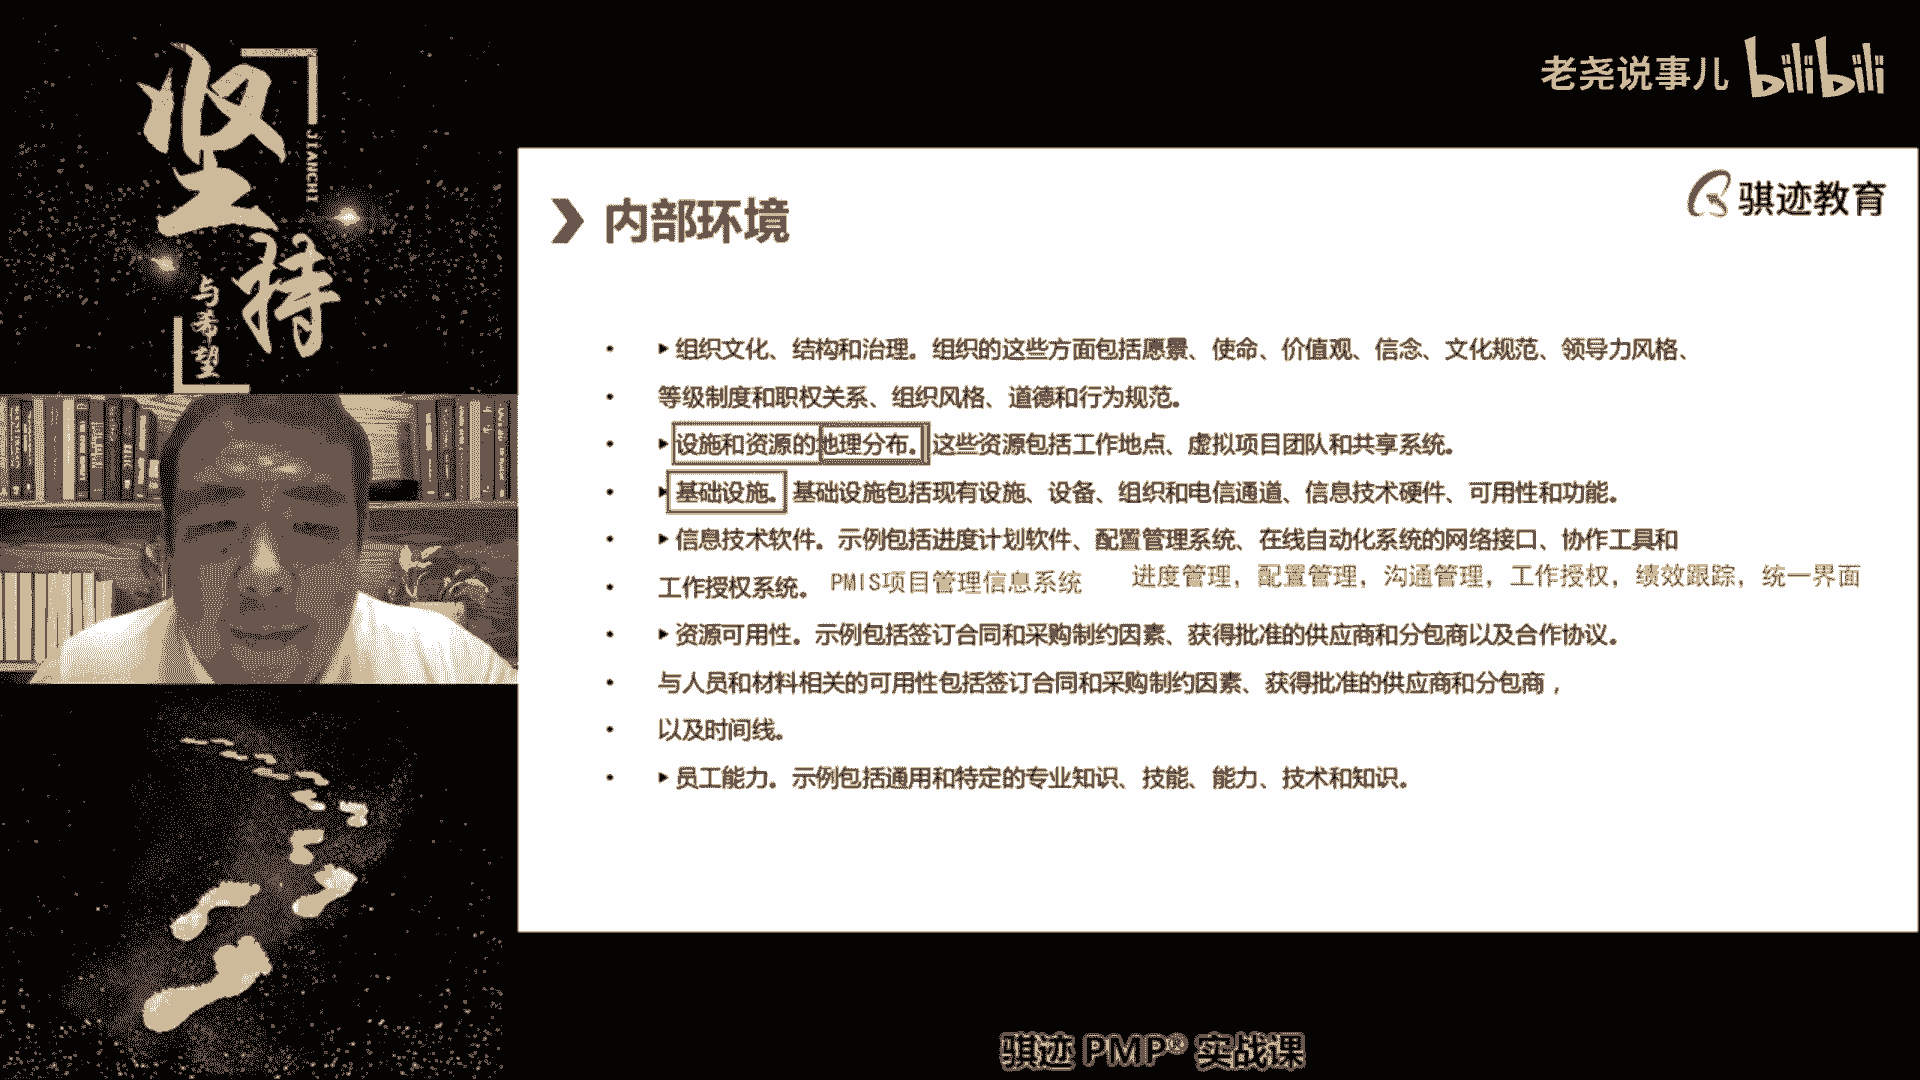 坚持
JIANCHI
与希望
老尧说事儿 bilibili
骐迹教育
内部环境
• ▸组织文化、结构和治理。组织的这些方面包括愿景、使命、价值观、信念、文化规范、领导力风格、
• 等级制度和职权关系、组织风格、道德和行为规范。
• ▸设施和资源的地理分布。这些资源包括工作地点、虚拟项目团队和共享系统。
• ▸基础设施。基础设施包括现有设施、设备、组织和电信通道、信息技术硬件、可用性和功能。
• ▸信息技术软件。示例包括进度计划软件、配置管理系统、在线自动化系统的网络接口、协作工具和
• 工作授权系统。 PMIS项目管理信息系统 进度管理，配置管理，沟通管理，工作授权，绩效跟踪，统一界面
• ▸资源可用性。示例包括签订合同和采购制约因素、获得批准的供应商和分包商以及合作协议。
• 与人员和材料相关的可用性包括签订合同和采购制约因素、获得批准的供应商和分包商，
• 以及时间线。
• ▸员工能力。示例包括通用和特定的专业知识、技能、能力、技术和知识。
骐迹 PMP® 实战课